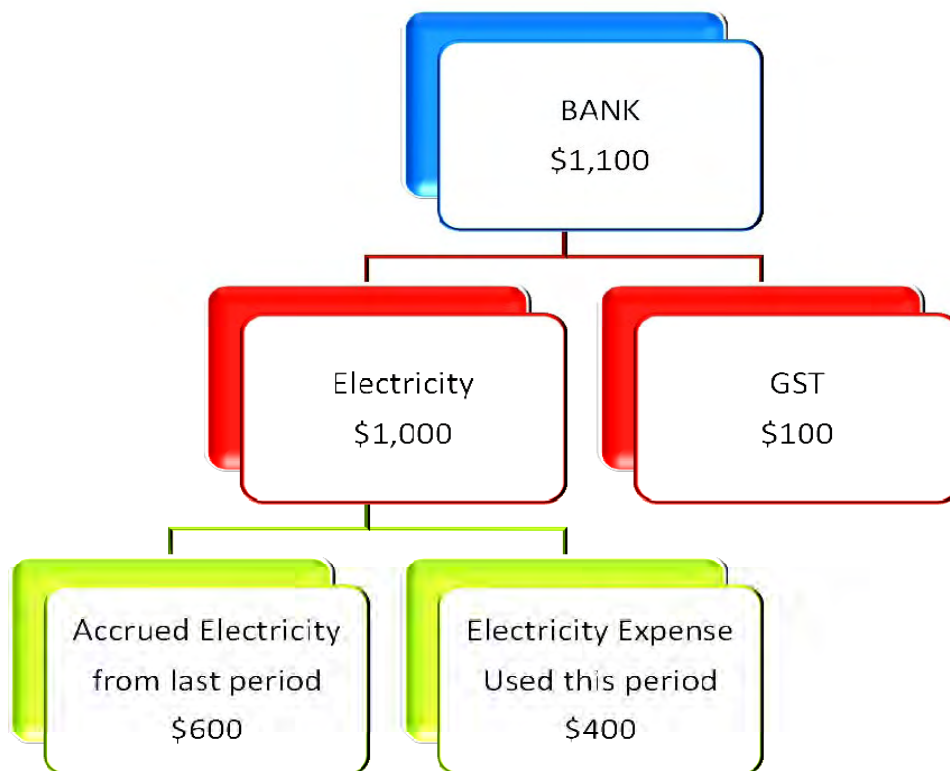 BANK
$1,100
Electricity
$1,000
GST
$100
Accrued Electricity
from last period
$600
Electricity Expense
Used this period
$400